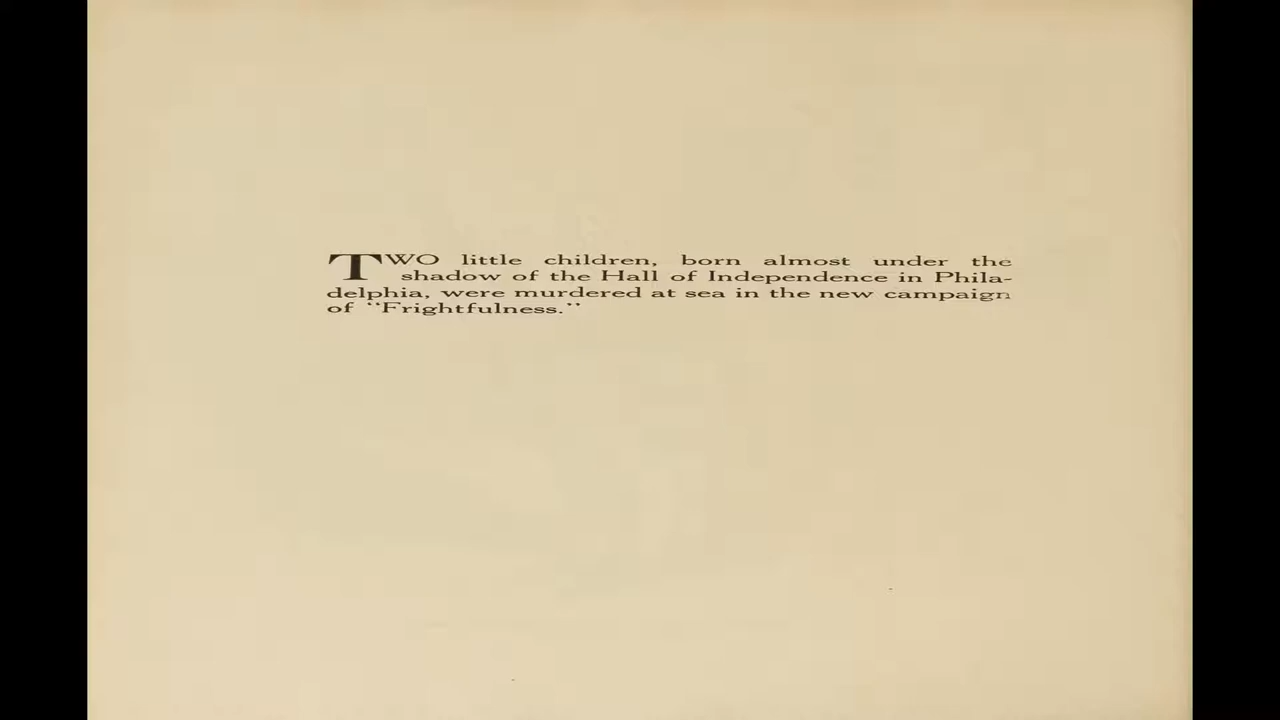 TWO little children, born almost under the
shadow of the Hall of Independence in Phila-
delphia, were murdered at sea in the new campaign
of "Frightfulness."